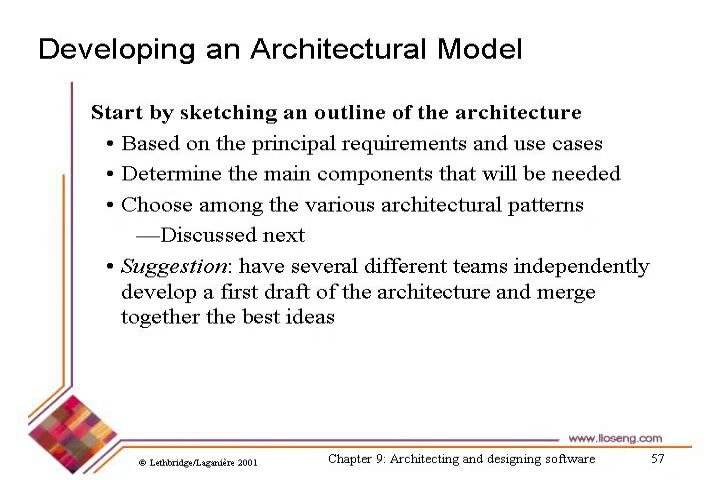 Developing an Architectural Model
Start by sketching an outline of the architecture
• Based on the principal requirements and use cases
• Determine the main components that will be needed
• Choose among the various architectural patterns
—Discussed next
• Suggestion: have several different teams independently
develop a first draft of the architecture and merge
together the best ideas
www.lloseng.com
© Lethbridge/Laganière 2001
Chapter 9: Architecting and designing software
57